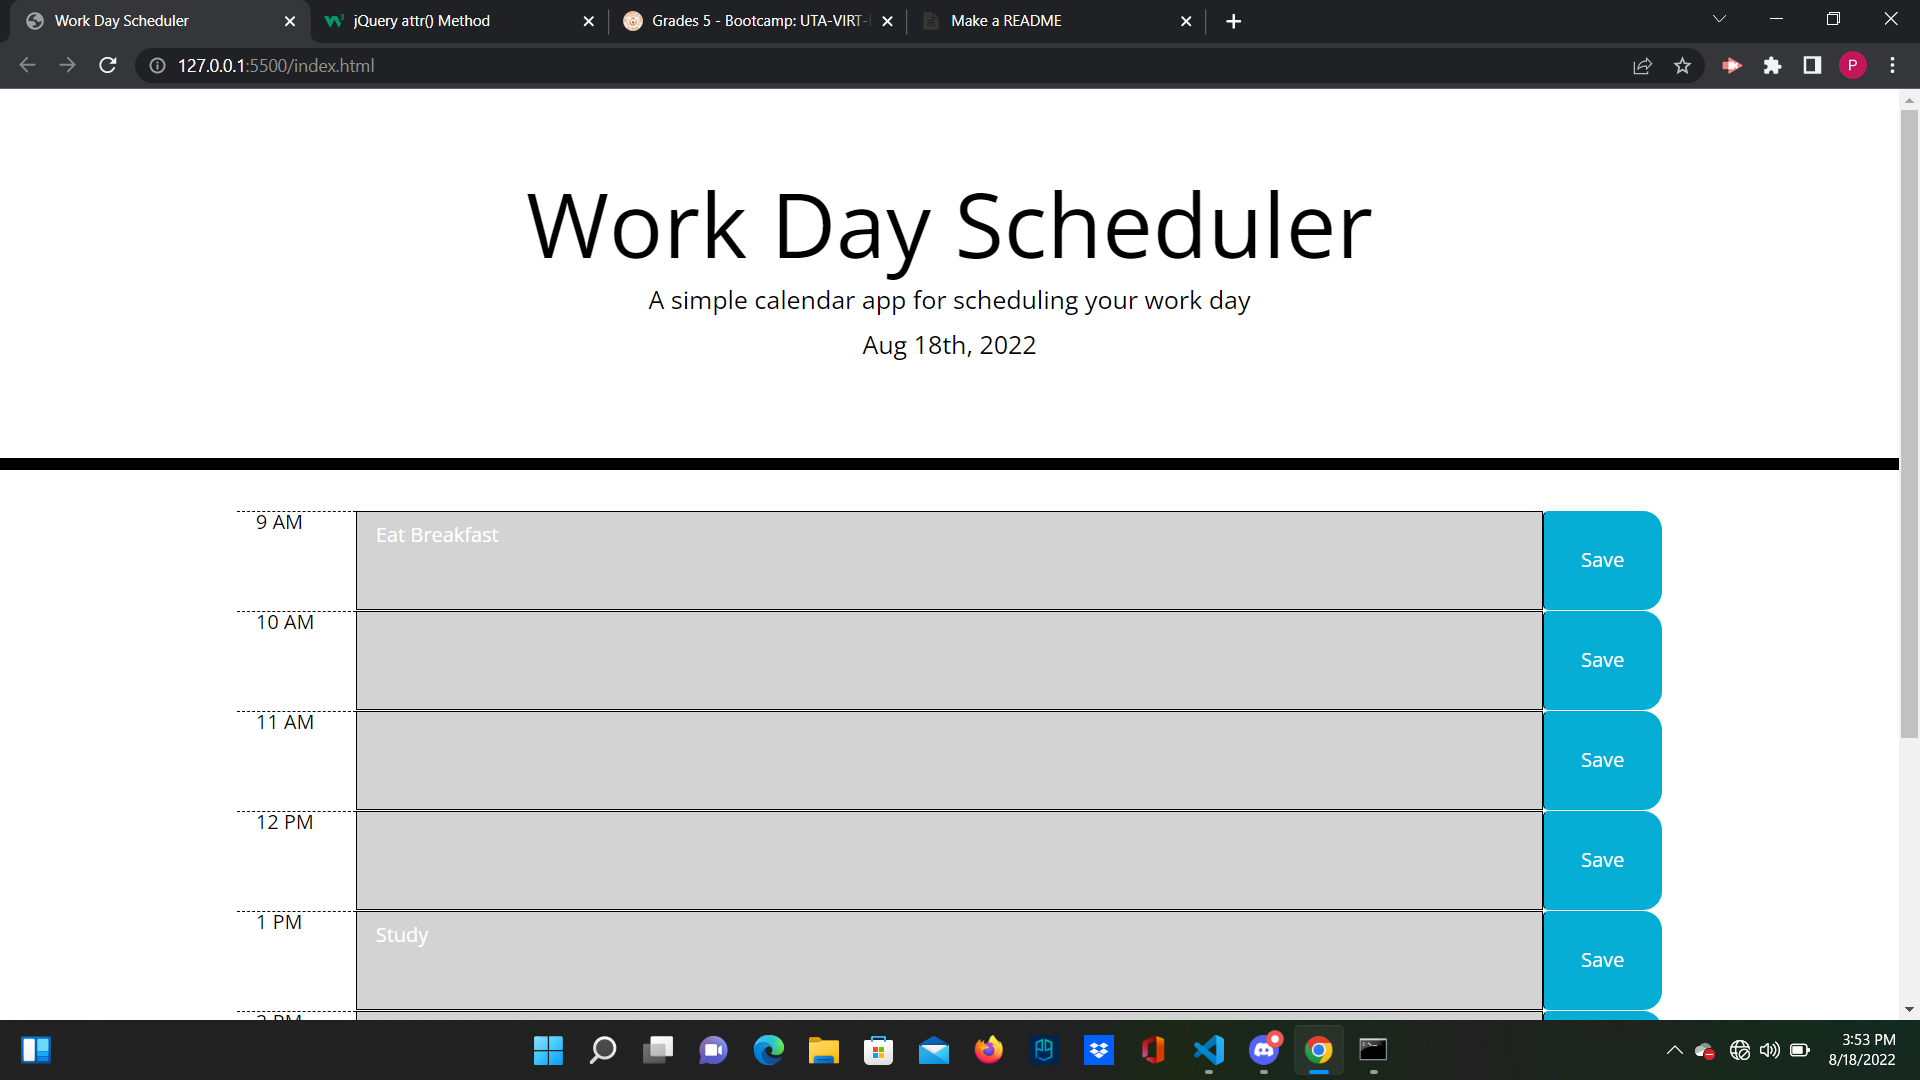 Work Day Scheduler
jQuery attr() Method
Grades 5 - Bootcamp: UTA-VIRT-
Make a README
127.0.0.1:5500/index.html
P
Work Day Scheduler
A simple calendar app for scheduling your work day
Aug 18th, 2022
9 AM
Eat Breakfast
Save
10 AM
Save
11 AM
Save
12 PM
Save
1 PM
Study
Save
2 PM
3:53 PM
8/18/2022